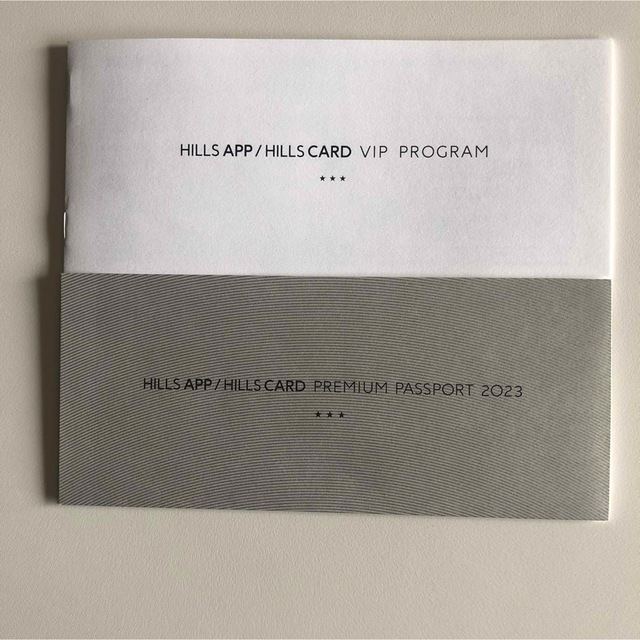 HILLS APP / HILLS CARD VIP PROGRAM
★★★
HILLS APP / HILLS CARD PREMIUM PASSPORT 2023
★★★